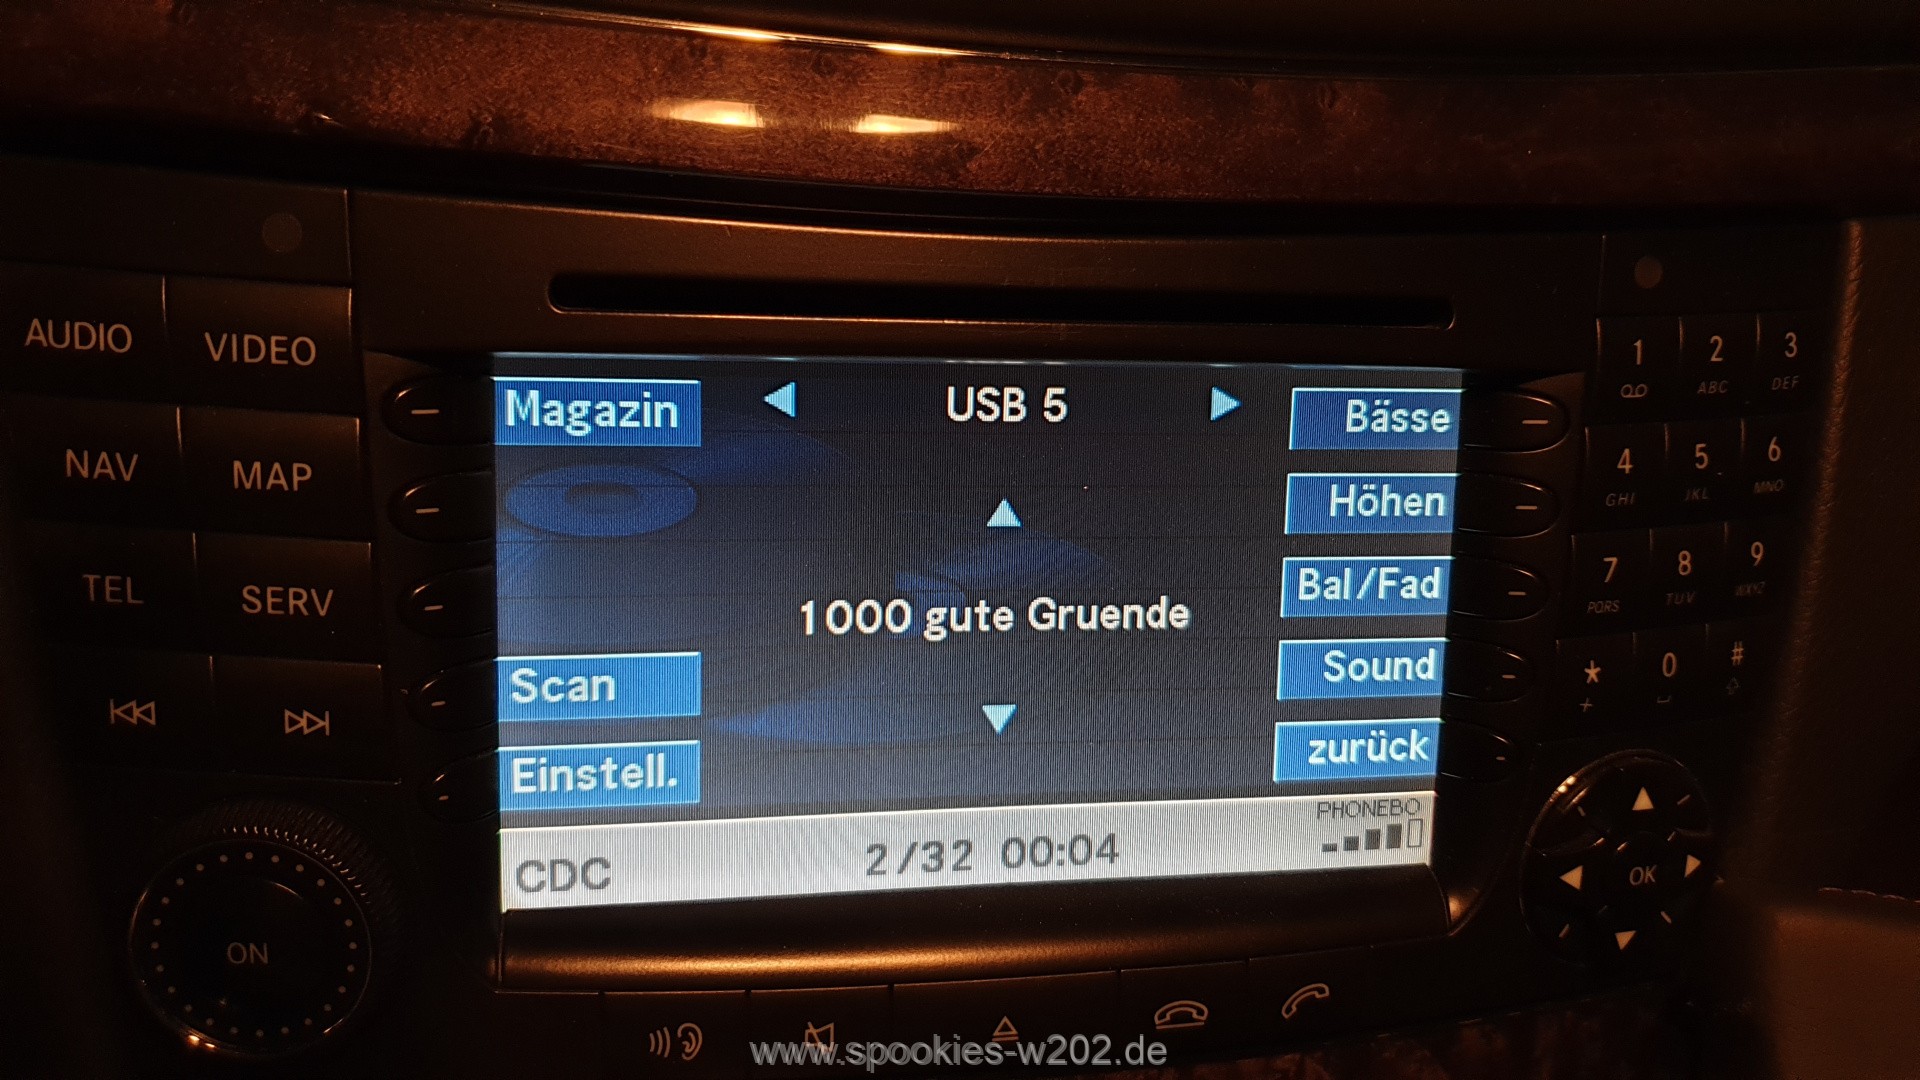 AUDIO
VIDEO
NAV
MAP
TEL
SERV
ON
Magazin
USB 5
Bässe
Höhen
Bal/Fad
1000 gute Gruende
Sound
Scan
zurück
Einstell.
PHONEBO
CDC
2/32 00:04
1
2 ABC
3 DEF
4 GHI
5 JKL
6 MNO
7 PQRS
8 TUV
9 WXYZ
*
+
0
#
OK
www.spookies-w202.de